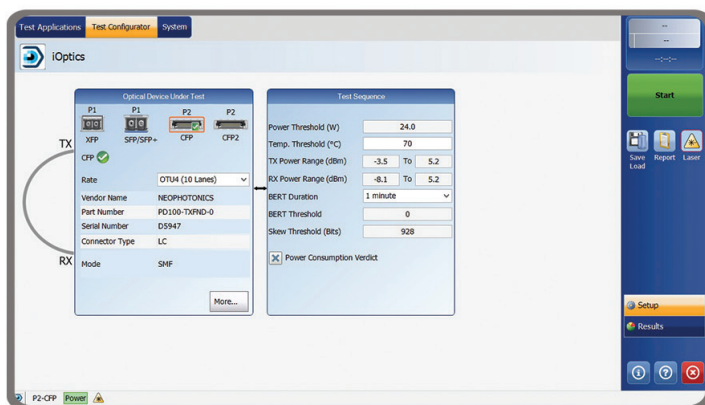 Test Applications Test Configurator System
iOptics
Optical Device Under Test
P1 P1 P2 P2
XFP SFP/SFP+ CFP CFP2
TX
CFP
Rate OTU4 (10 Lanes)
Vendor Name NEOPHOTONICS
Part Number PD100-TXFND-0
Serial Number D5947
Connector Type LC
RX
Mode SMF
More...
Test Sequence
Power Threshold (W) 24.0
Temp. Threshold (°C) 70
TX Power Range (dBm) -3.5 To 5.2
RX Power Range (dBm) -8.1 To 5.2
BERT Duration 1 minute
BERT Threshold 0
Skew Threshold (Bits) 928
Power Consumption Verdict
--
--
--:--:--
Start
Save
Load
Report
Laser
Setup
Results
P2-CFP Power